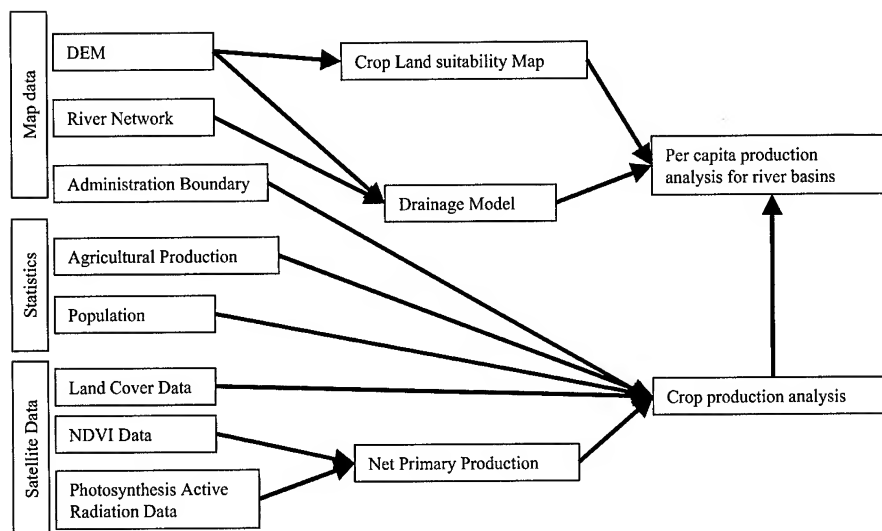 Map data
DEM
River Network
Administration Boundary
Statistics
Agricultural Production
Population
Satellite Data
Land Cover Data
NDVI Data
Photosynthesis Active
Radiation Data
Crop Land suitability Map
Drainage Model
Net Primary Production
Per capita production
analysis for river basins
Crop production analysis